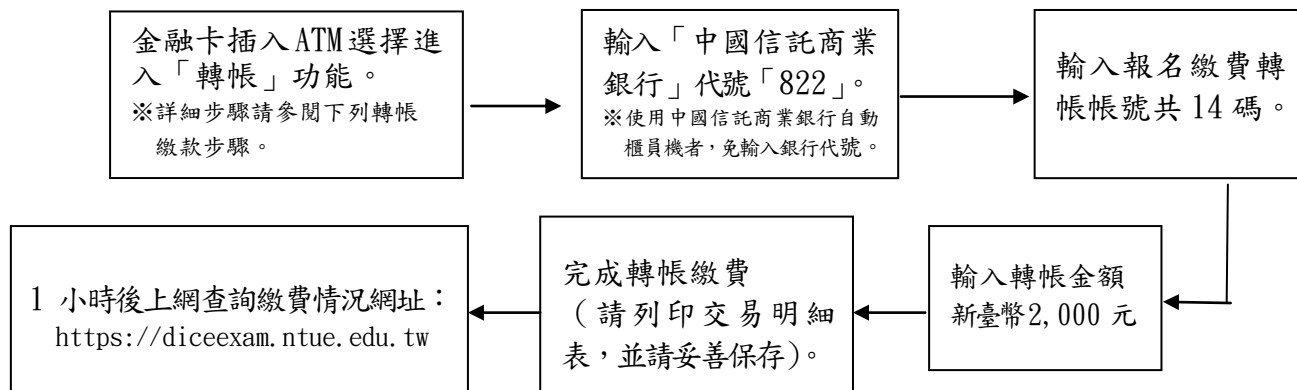 金融卡插入ATM選擇進
入「轉帳」功能。
※詳細步驟請參閱下列轉帳
繳款步驟。
輸入「中國信託商業
銀行」代號「822」。
※使用中國信託商業銀行自動
櫃員機者，免輸入銀行代號。
輸入報名繳費轉
帳帳號共 14 碼。
輸入轉帳金額
新臺幣2,000 元
完成轉帳繳費
（請列印交易明細
表，並請妥善保存）。
1 小時後上網查詢繳費情況網址：
https://diceexam.ntue.edu.tw